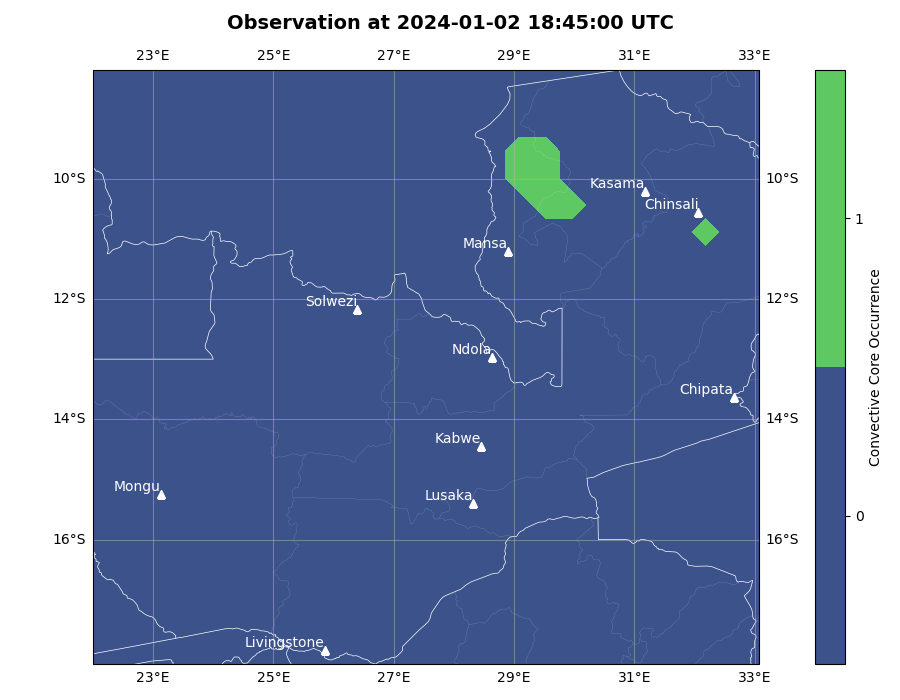 Observation at 2024-01-02 18:45:00 UTC
23°E 25°E 27°E 29°E 31°E 33°E
10°S 10°S
Kasama
Chinsali
Mansa
1
12°S 12°S
Solwezi
Ndola
Chipata
14°S 14°S
Kabwe
Mongu
Lusaka
0
16°S 16°S
Livingstone
23°E 25°E 27°E 29°E 31°E 33°E
Convective Core Occurrence